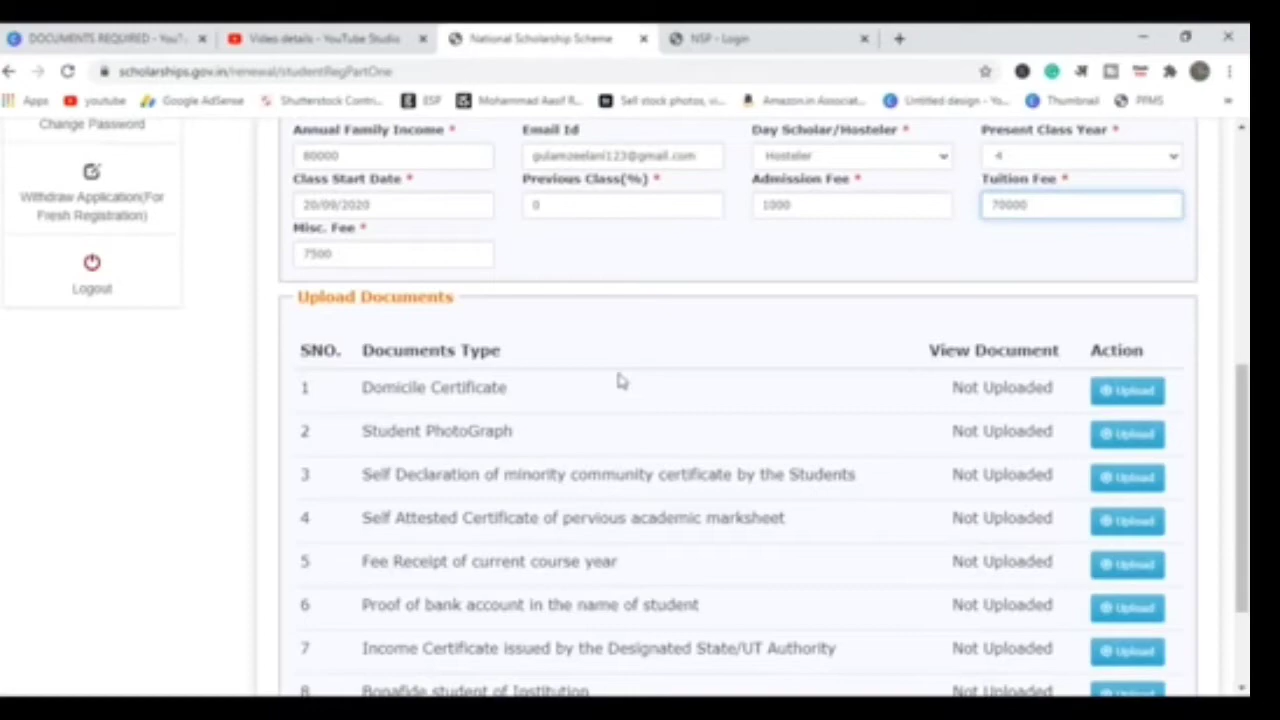 DOCUMENTS REQUIRED - YouT... Video details - YouTube Studio National Scholarship Scheme NSP - Login
scholarships.gov.in/renewal/studentRegPartOne
Apps youtube Google AdSense Shutterstock Contri... ESP Mohammad Aasif R... Sell stock photos, vi... Amazon.in Associat... Untitled design - Yo... Thumbnail PFMS
Change Password
Withdraw Application(For
Fresh Registration)
Logout
Annual Family Income * Email Id Day Scholar/Hosteler * Present Class Year *
80000 gulamzeelani123@gmail.com Hosteler 4
Class Start Date * Previous Class(%) * Admission Fee * Tuition Fee *
20/09/2020 0 1000 70000
Misc. Fee *
7500
Upload Documents
SNO. Documents Type View Document Action
1 Domicile Certificate Not Uploaded Upload
2 Student PhotoGraph Not Uploaded Upload
3 Self Declaration of minority community certificate by the Students Not Uploaded Upload
4 Self Attested Certificate of pervious academic marksheet Not Uploaded Upload
5 Fee Receipt of current course year Not Uploaded Upload
6 Proof of bank account in the name of student Not Uploaded Upload
7 Income Certificate issued by the Designated State/UT Authority Not Uploaded Upload
8 Bonafide student of Institution Not Uploaded Upload